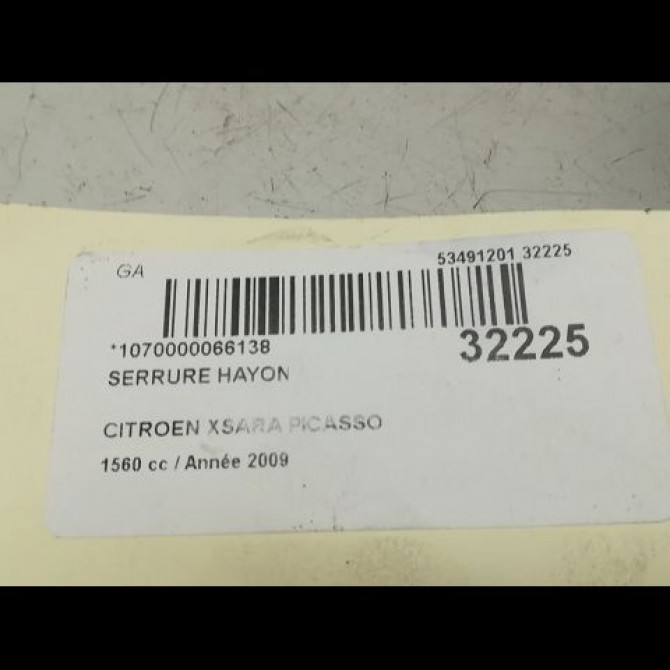 GA 53491201 32225
*1070000066138 32225
SERRURE HAYON
CITROEN XSARA PICASSO
1560 cc / Année 2009